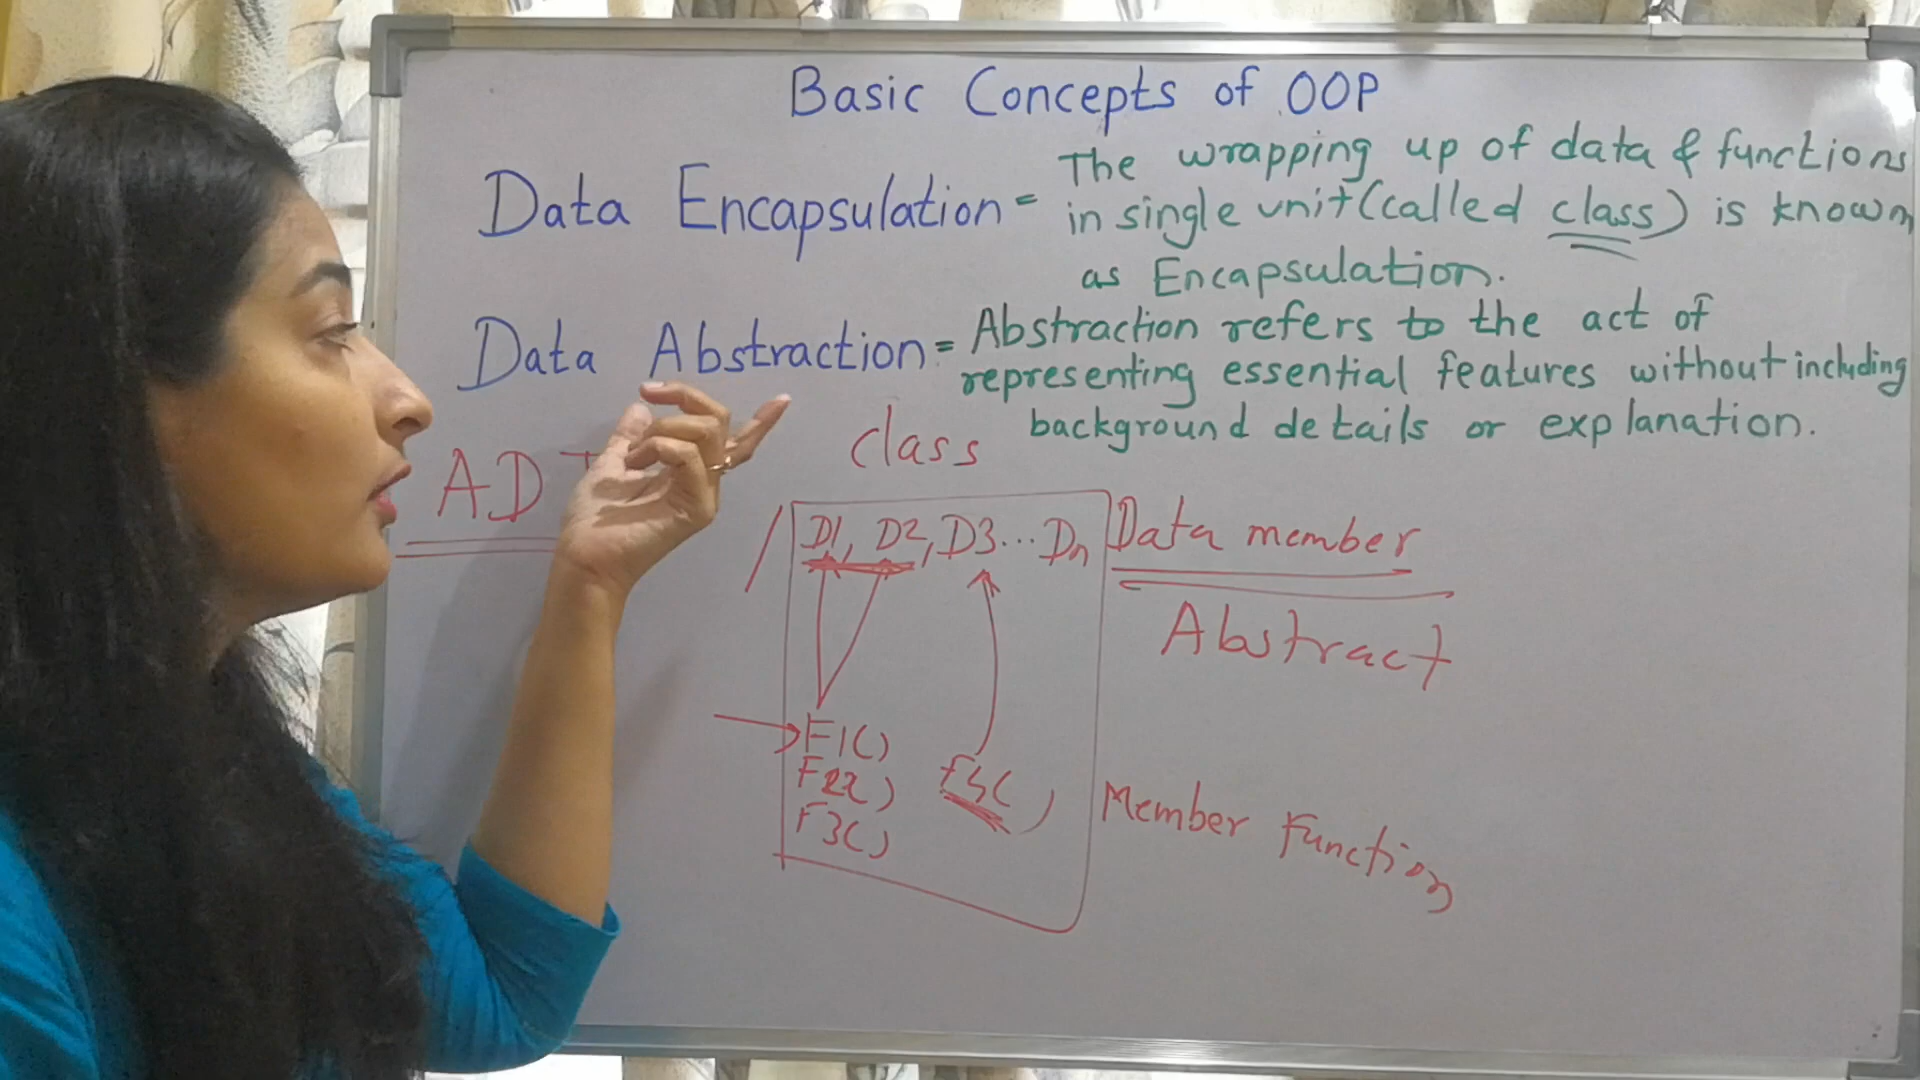 Basic Concepts of OOP
Data Encapsulation = The wrapping up of data & functions
in single unit (called class) is known
as Encapsulation.
Data Abstraction = Abstraction refers to the act of
representing essential features without including
background details or explanation.
AD
class
D1, D2, D3... Dn Data member
Abstract
F1()
F3()
Member Function